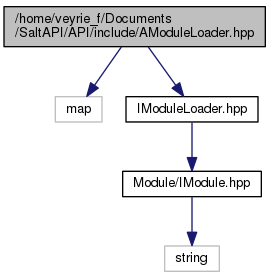 /home/veyrie_f/Documents
/SaltAPI/API/include/AModuleLoader.hpp
map
IModuleLoader.hpp
Module/IModule.hpp
string